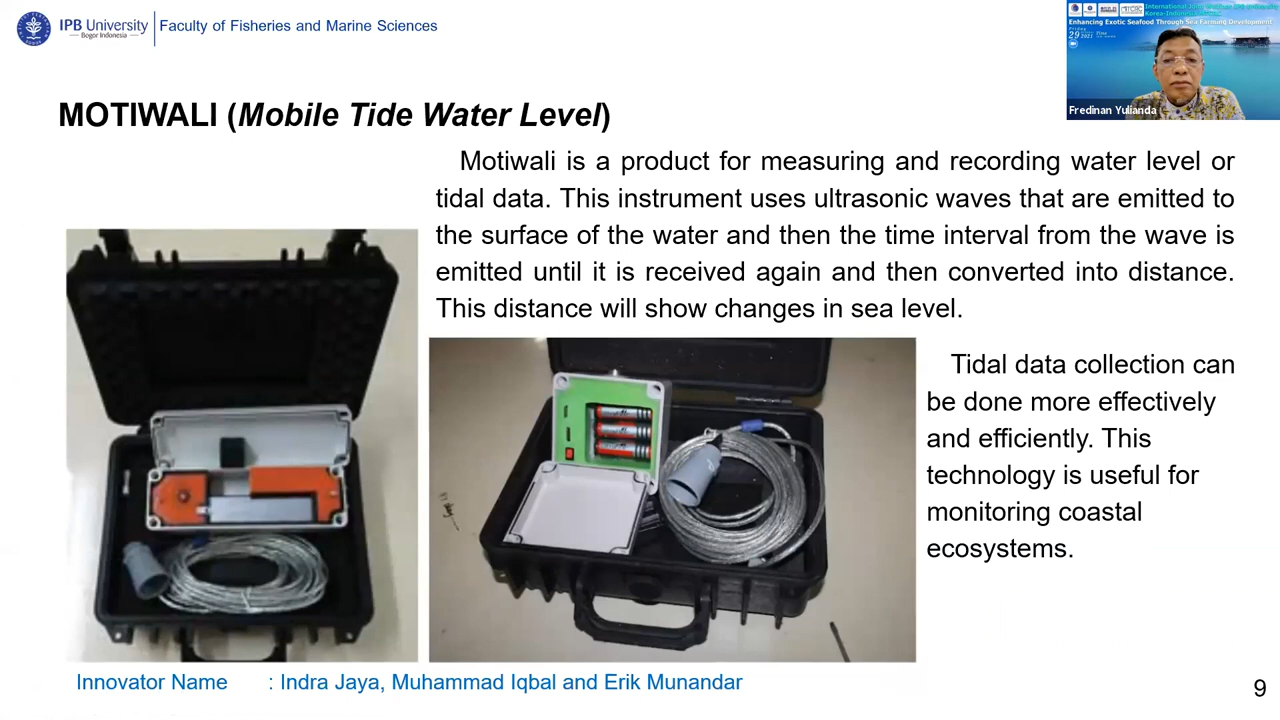 IPB University
Bogor Indonesia
Faculty of Fisheries and Marine Sciences
Enhancing Exotic Seafood Through Sea Farming Development
29
2021
Fredinan Yulianda
MOTIWALI (Mobile Tide Water Level)
Motiwali is a product for measuring and recording water level or
tidal data. This instrument uses ultrasonic waves that are emitted to
the surface of the water and then the time interval from the wave is
emitted until it is received again and then converted into distance.
This distance will show changes in sea level.
Tidal data collection can
be done more effectively
and efficiently. This
technology is useful for
monitoring coastal
ecosystems.
Innovator Name : Indra Jaya, Muhammad Iqbal and Erik Munandar
9